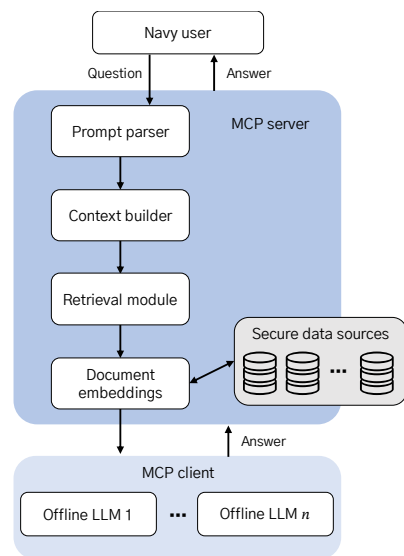 Navy user
Question
Answer
MCP server
Prompt parser
Context builder
Retrieval module
Secure data sources
...
Document
embeddings
Answer
MCP client
Offline LLM 1
...
Offline LLM n